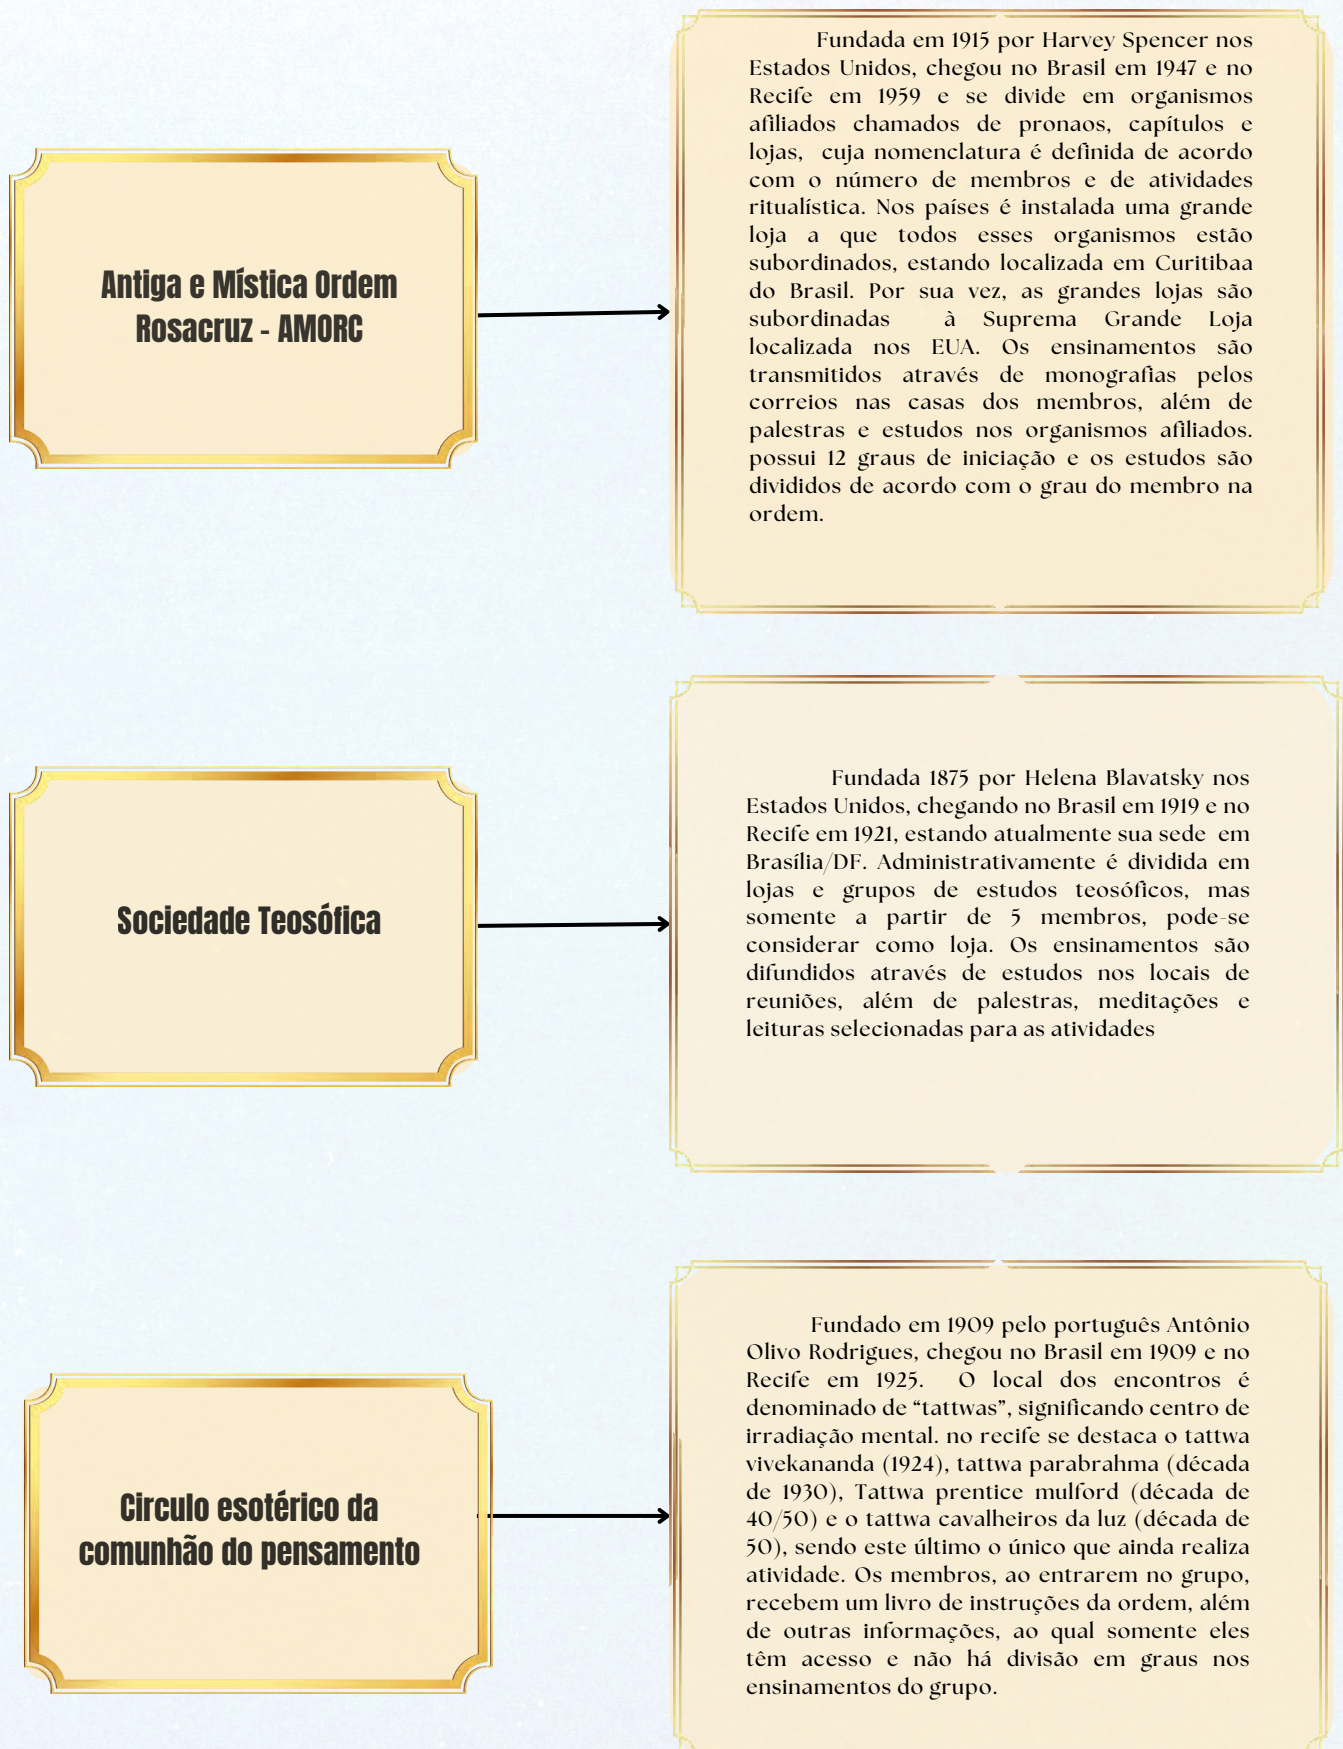 Antiga e Mística Ordem
Rosacruz - AMORC
Fundada em 1915 por Harvey Spencer nos
Estados Unidos, chegou no Brasil em 1947 e no
Recife em 1959 e se divide em organismos
afiliados chamados de pronaos, capítulos e
lojas, cuja nomenclatura é definida de acordo
com o número de membros e de atividades
ritualística. Nos países é instalada uma grande
loja a que todos esses organismos estão
subordinados, estando localizada em Curitibaa
do Brasil. Por sua vez, as grandes lojas são
subordinadas à Suprema Grande Loja
localizada nos EUA. Os ensinamentos são
transmitidos através de monografias pelos
correios nas casas dos membros, além de
palestras e estudos nos organismos afiliados.
possui 12 graus de iniciação e os estudos são
divididos de acordo com o grau do membro na
ordem.
Sociedade Teosófica
Fundada 1875 por Helena Blavatsky nos
Estados Unidos, chegando no Brasil em 1919 e no
Recife em 1921, estando atualmente sua sede em
Brasília/DF. Administrativamente é dividida em
lojas e grupos de estudos teosóficos, mas
somente a partir de 5 membros, pode-se
considerar como loja. Os ensinamentos são
difundidos através de estudos nos locais de
reuniões, além de palestras, meditações e
leituras selecionadas para as atividades
Circulo esotérico da
comunhão do pensamento
Fundado em 1909 pelo português Antônio
Olivo Rodrigues, chegou no Brasil em 1909 e no
Recife em 1925. O local dos encontros é
denominado de “tattwas”, significando centro de
irradiação mental. no recife se destaca o tattwa
vivekananda (1924), tattwa parabrahma (década
de 1930), Tattwa prentice mulford (década de
40/50) e o tattwa cavalheiros da luz (década de
50), sendo este último o único que ainda realiza
atividade. Os membros, ao entrarem no grupo,
recebem um livro de instruções da ordem, além
de outras informações, ao qual somente eles
têm acesso e não há divisão em graus nos
ensinamentos do grupo.